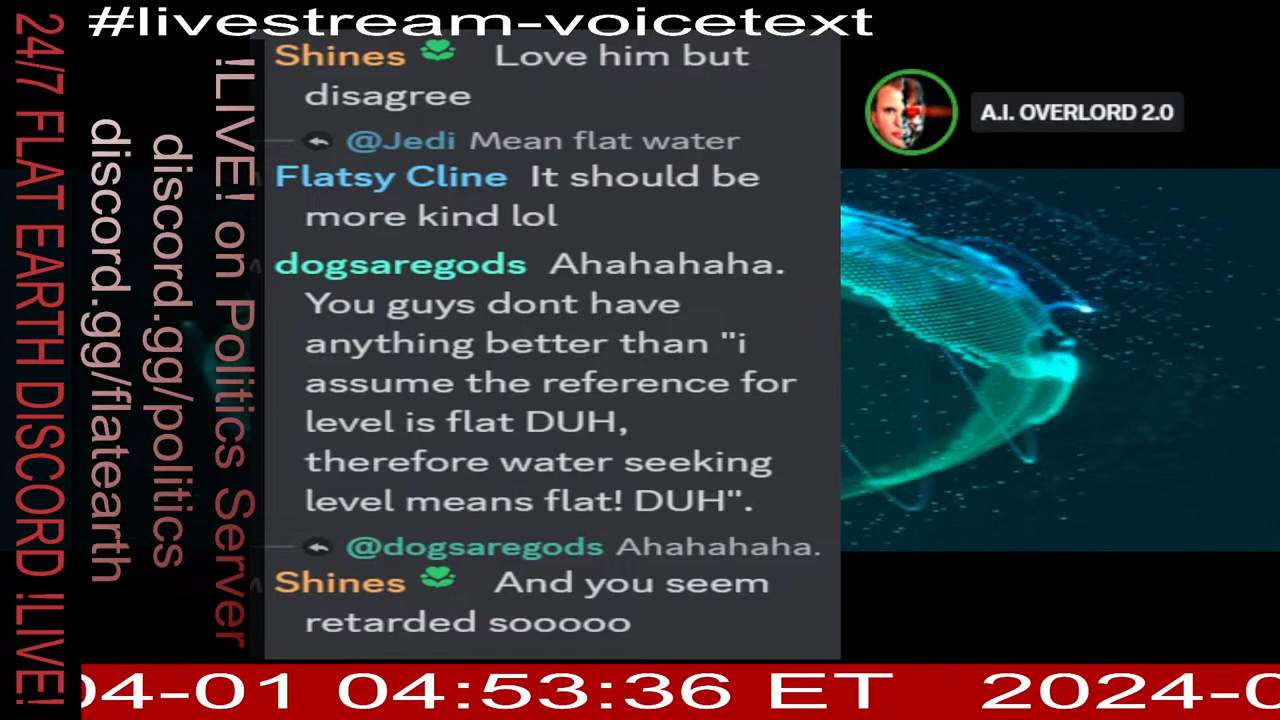 #livestream-voicetext
24/7 FLAT EARTH DISCORD !LIVE!
discord.gg/flatearth
discord.gg/politics
!LIVE! on Politics Server
Shines Love him but
disagree
@Jedi Mean flat water
Flatsy Cline It should be
more kind lol
dogsaregods Ahahahaha.
You guys dont have
anything better than "i
assume the reference for
level is flat DUH,
therefore water seeking
level means flat! DUH".
@dogsaregods Ahahahaha.
Shines And you seem
retarded sooooo
A.I. OVERLORD 2.0
04-01 04:53:36 ET 2024-0